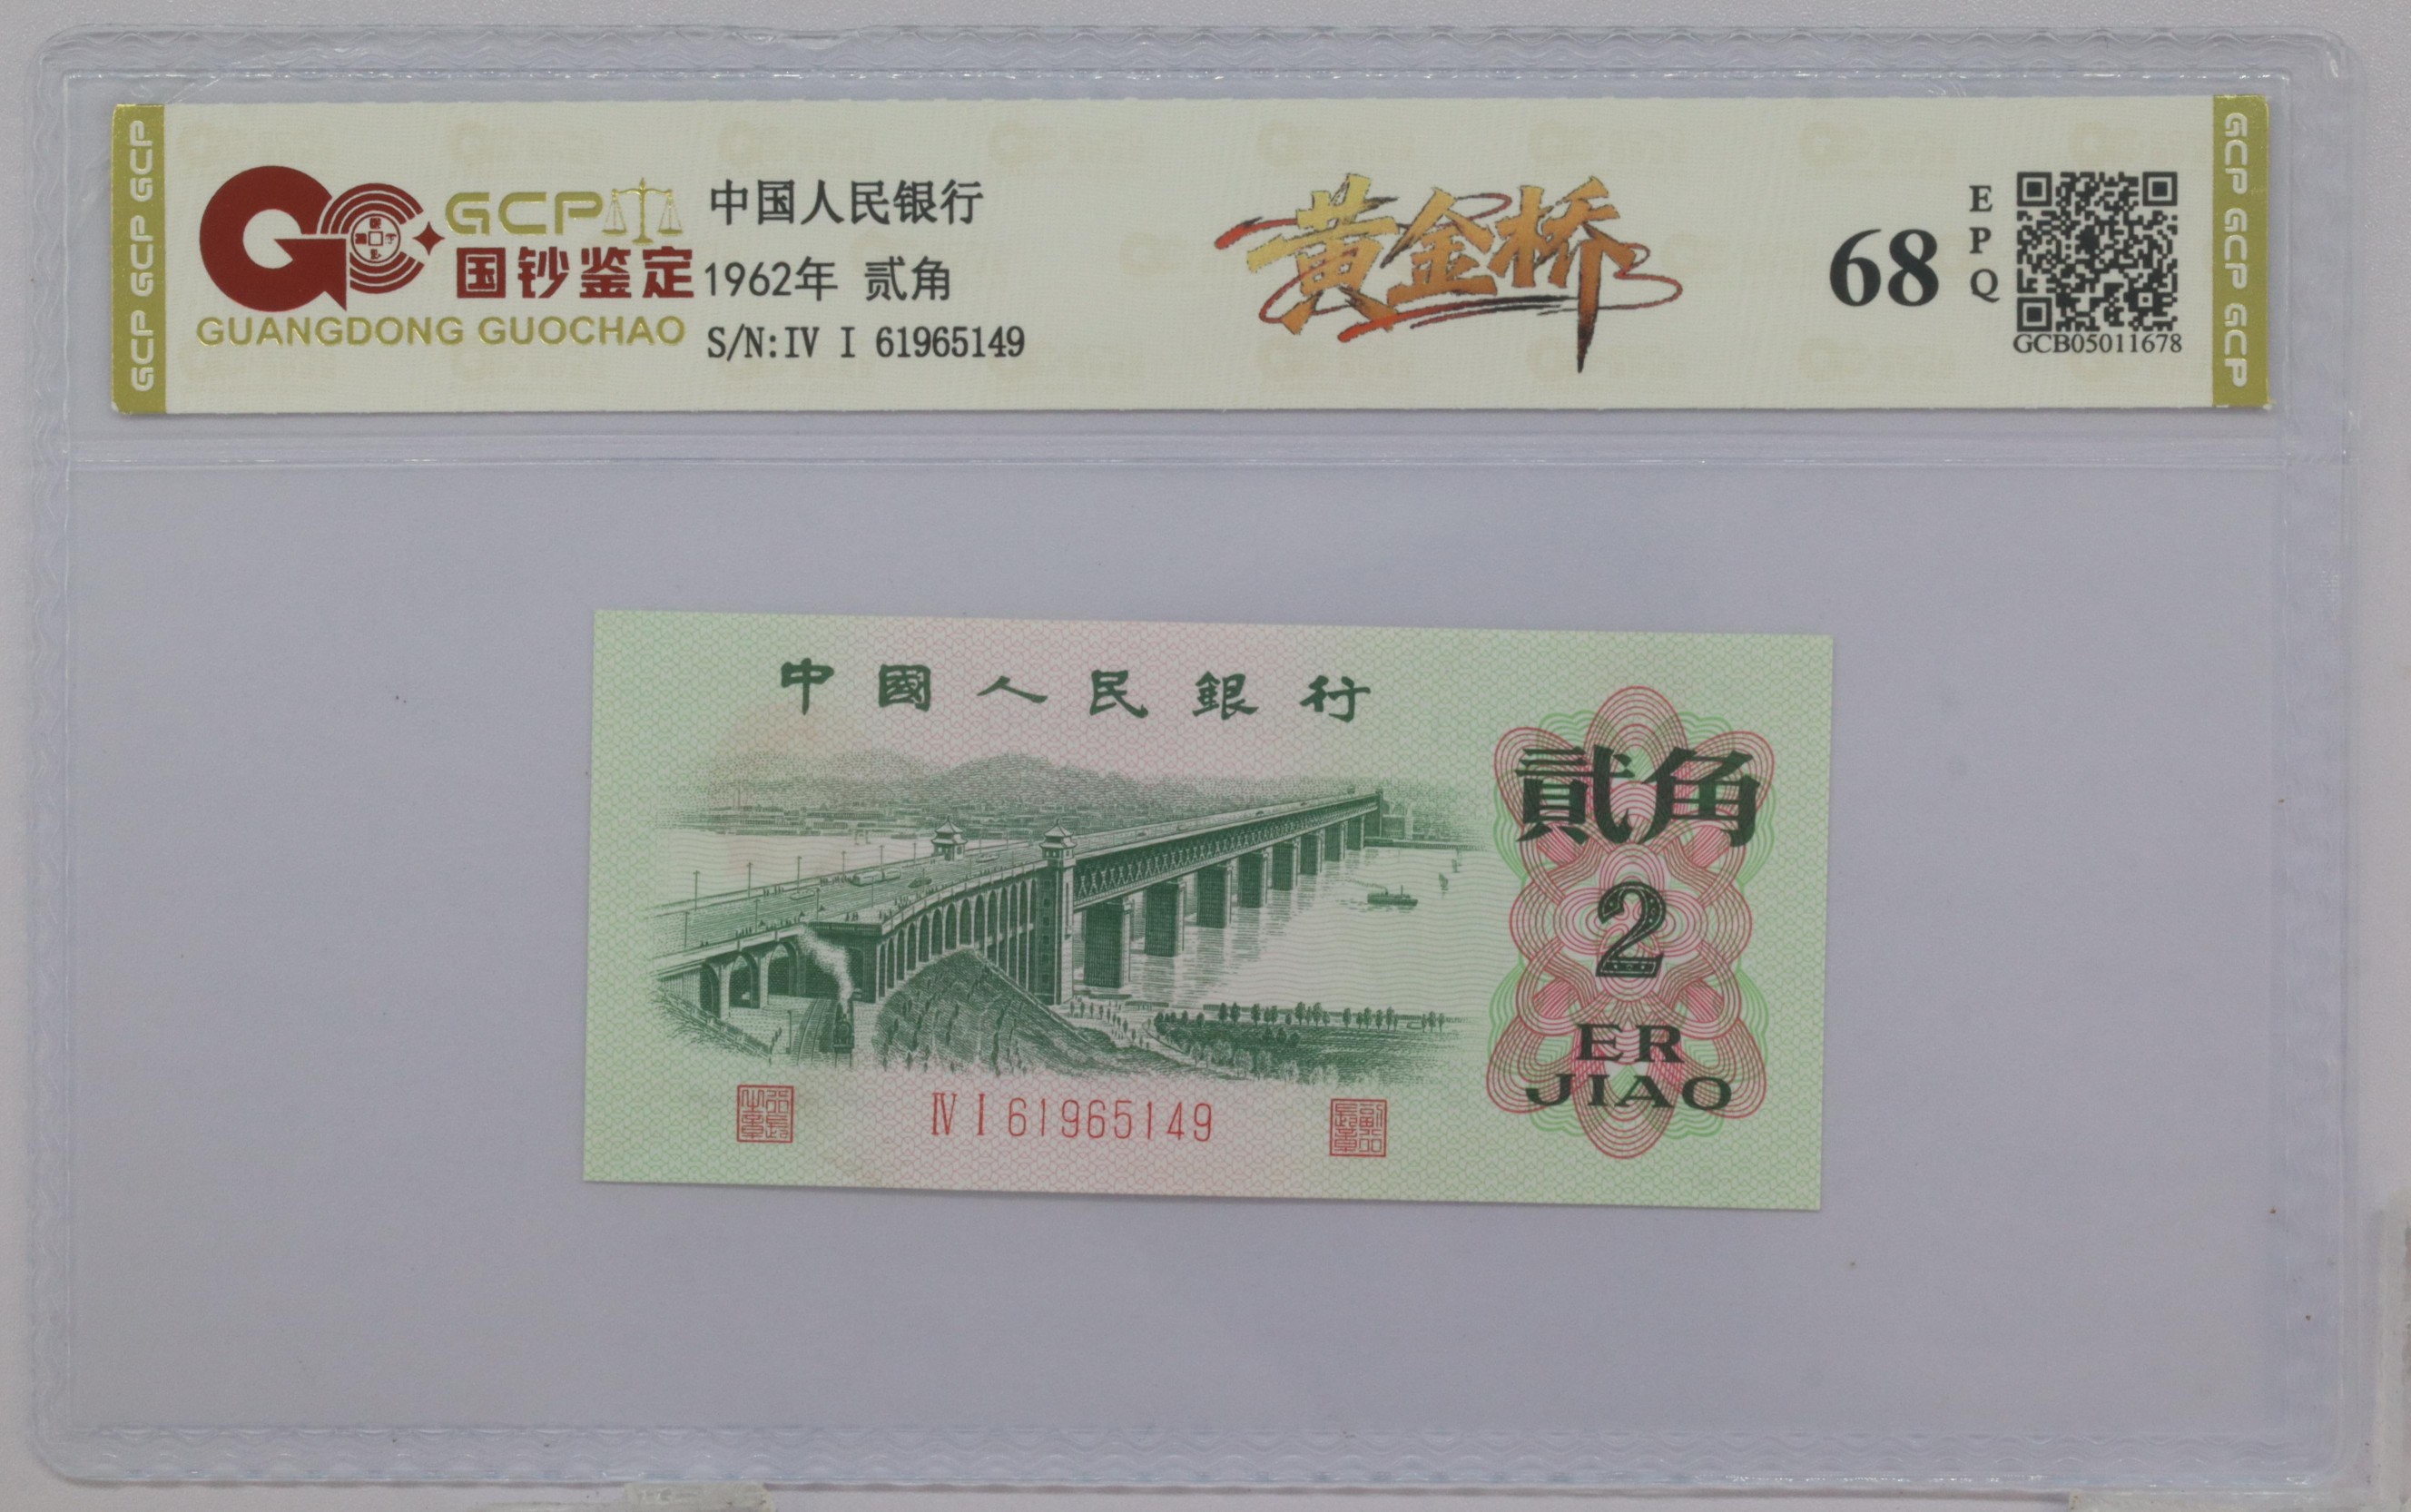 GCP GCP GCP
GCP
国钞鉴定
GUANGDONG GUOCHAO
中国人民银行
1962年 贰角
S/N:IV I 61965149
黄金桥
68
EPQ
GCB05011678
GCP GCP GCP
中國人民銀行
貳角
2
ER
JIAO
IV I 61965149